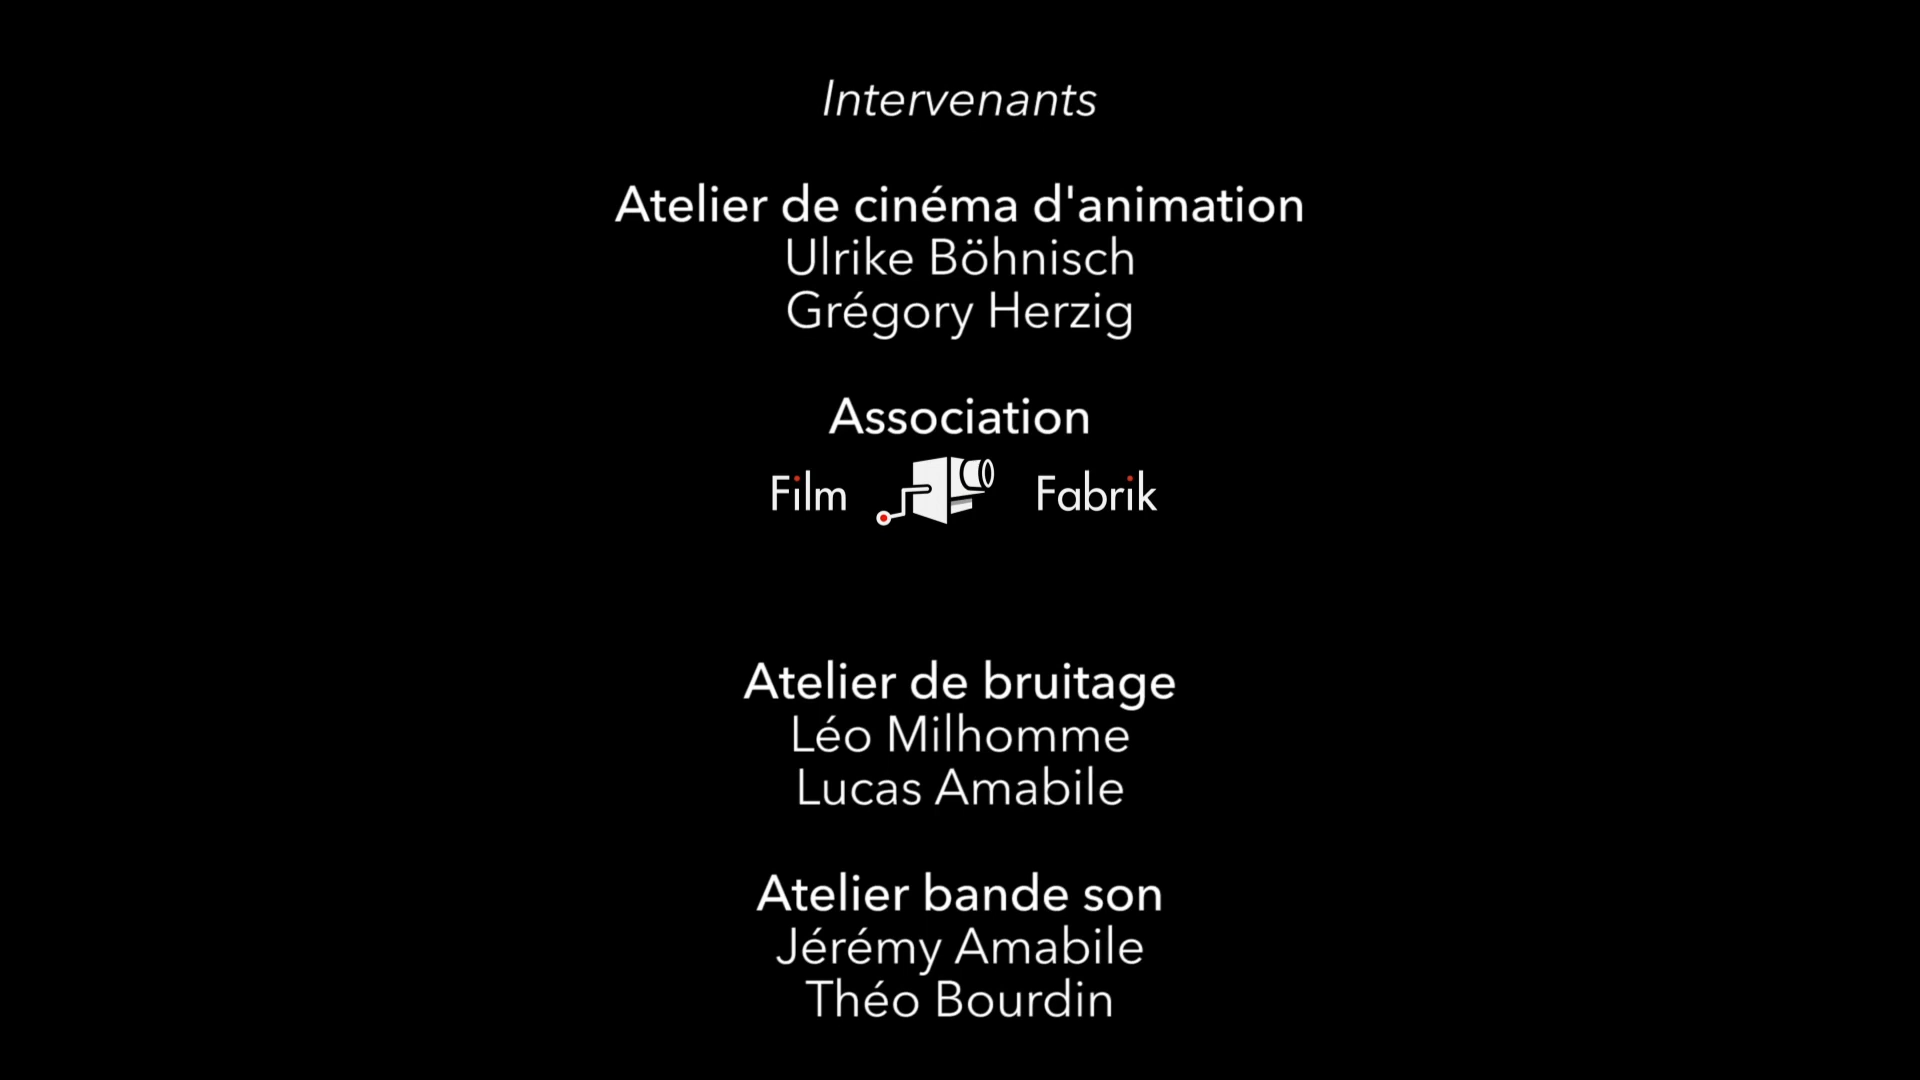 Intervenants
Atelier de cinéma d'animation
Ulrike Böhnisch
Grégory Herzig
Association
Film Fabrik
Atelier de bruitage
Léo Milhomme
Lucas Amabile
Atelier bande son
Jérémy Amabile
Théo Bourdin